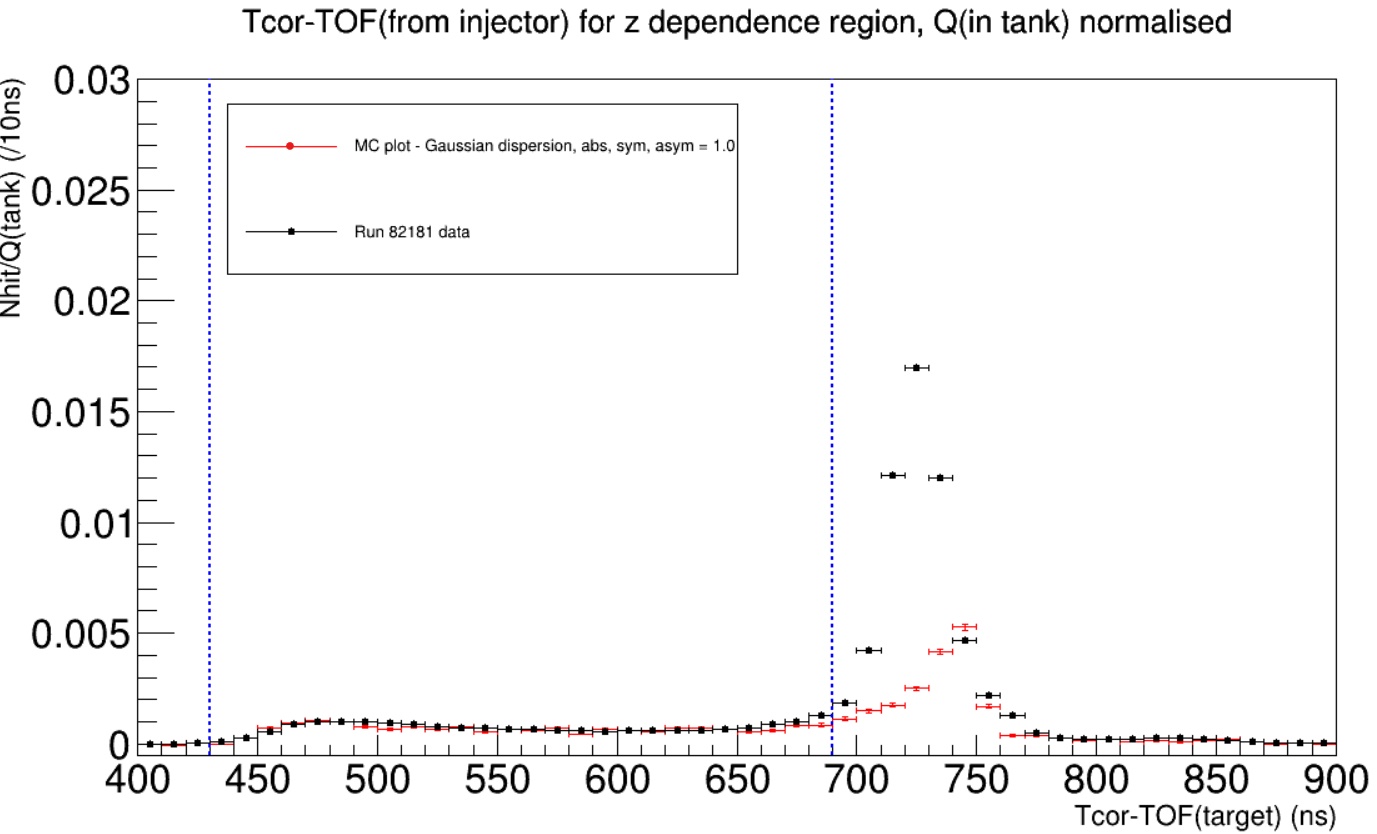 Tcor-TOF(from injector) for z dependence region, Q(in tank) normalised
Nhit/Q(tank) (/10ns)
0.03
0.025
0.02
0.015
0.01
0.005
0
MC plot - Gaussian dispersion, abs, sym, asym = 1.0
Run 82181 data
400 450 500 550 600 650 700 750 800 850 900
Tcor-TOF(target) (ns)